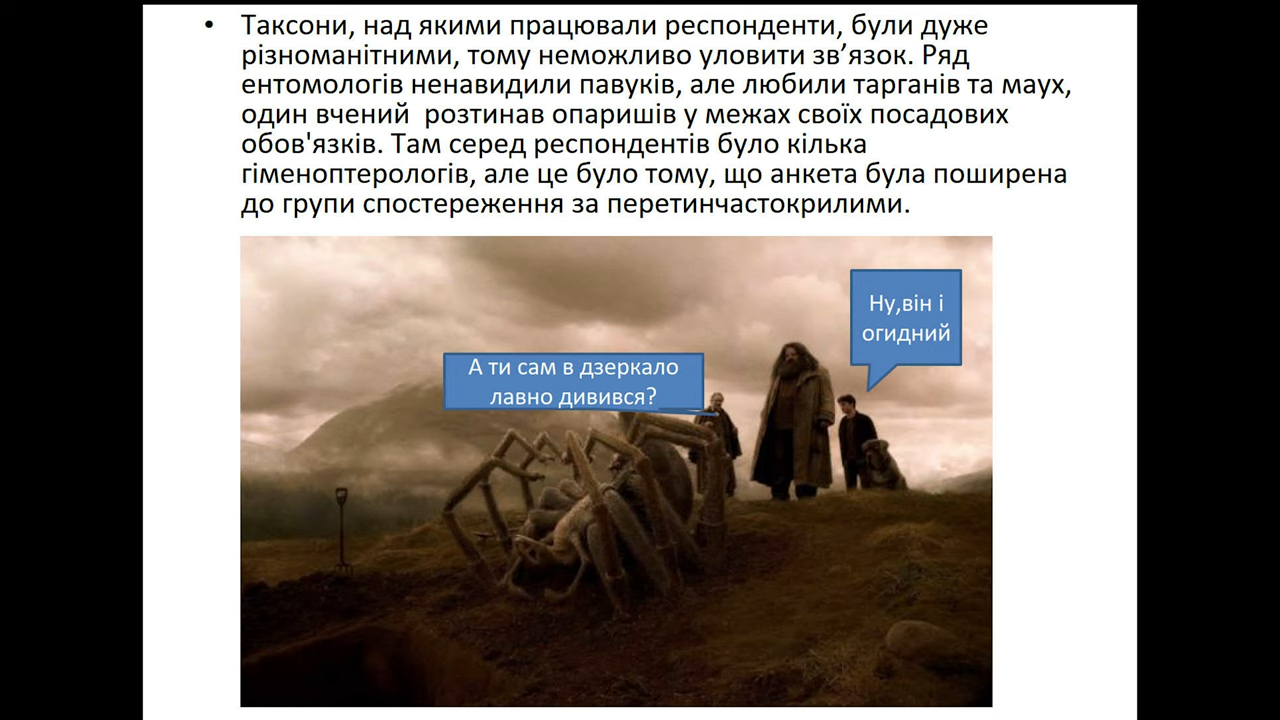 • Таксони, над якими працювали респонденти, були дуже
різноманітними, тому неможливо уловити зв’язок. Ряд
ентомологів ненавидили павуків, але любили тарганів та маух,
один вчений  розтинав опаришів у межах своїх посадових
обов'язків. Там серед респондентів було кілька
гіменоптерологів, але це було тому, що анкета була поширена
до групи спостереження за перетинчастокрилими.
Ну,він і
огидний
А ти сам в дзеркало
лавно дивився?